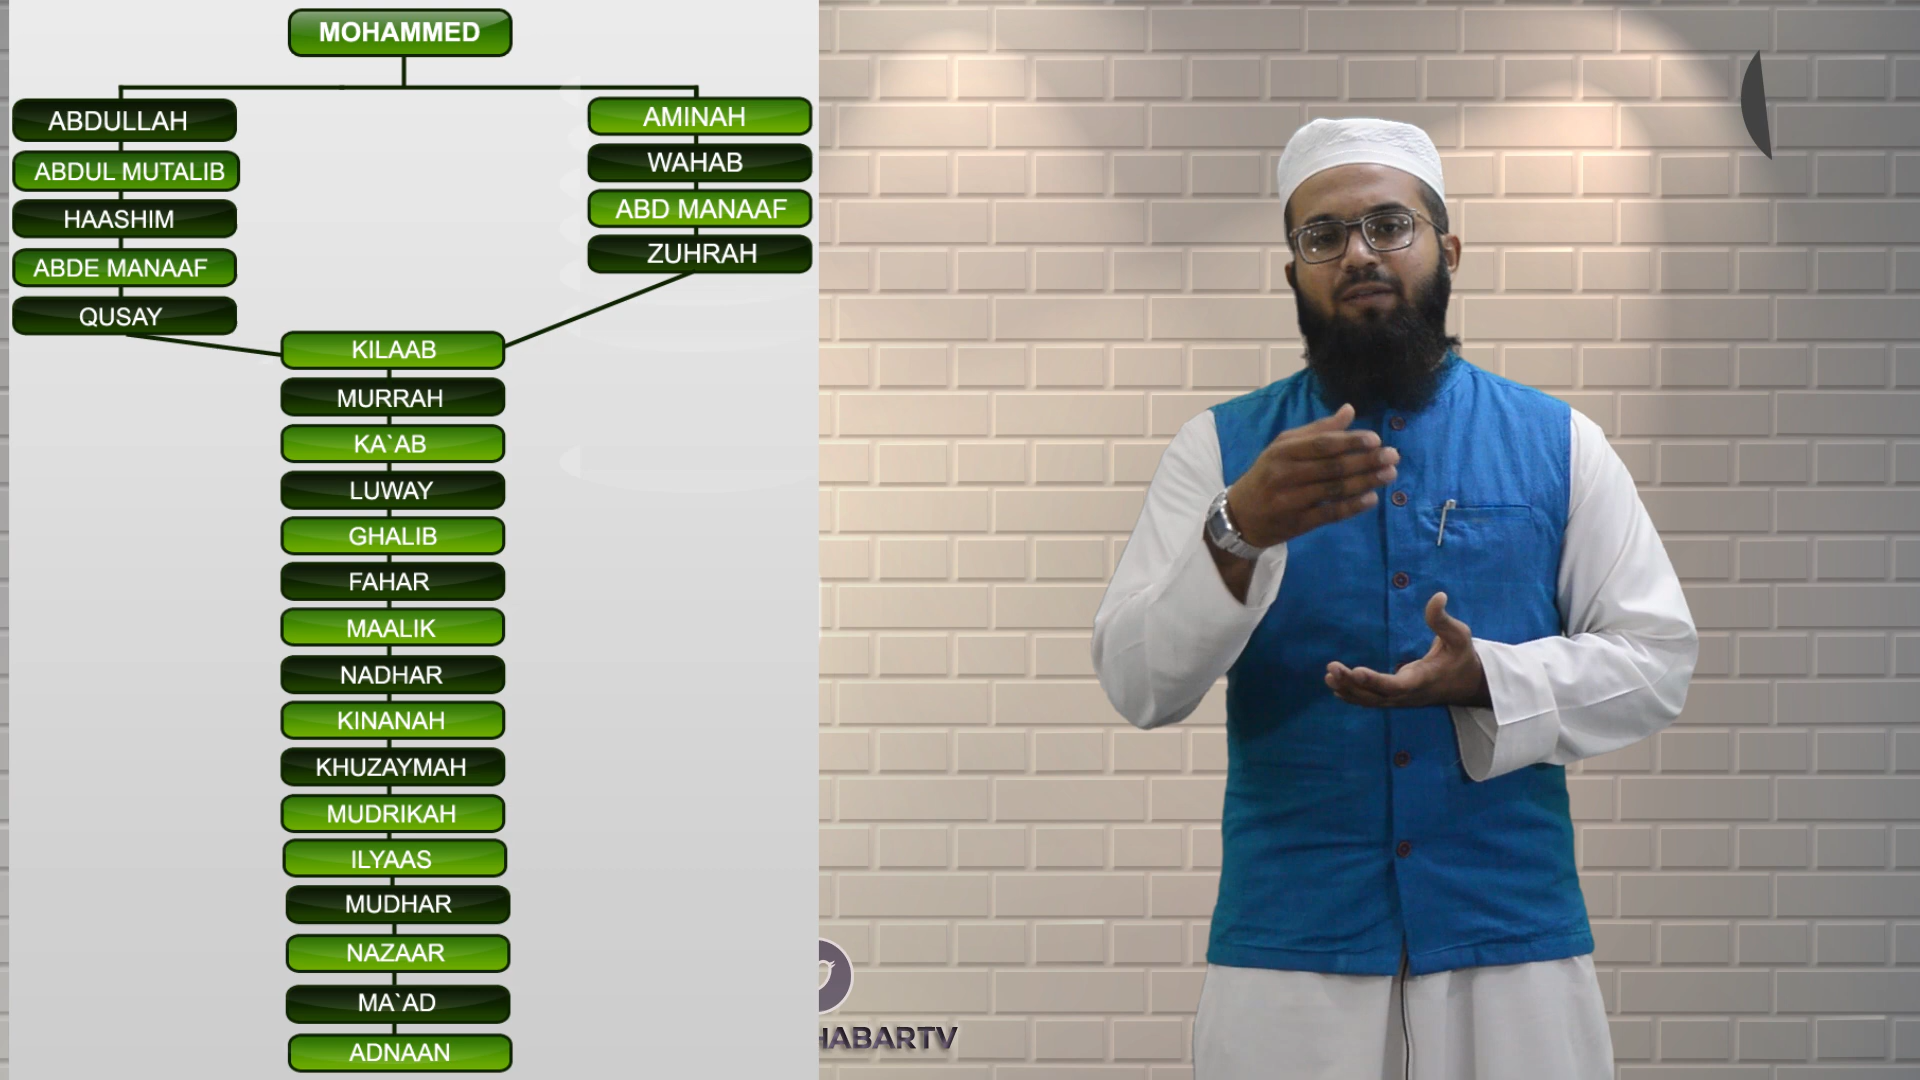 MOHAMMED
ABDULLAH
ABDUL MUTALIB
HAASHIM
ABDE MANAAF
QUSAY
AMINAH
WAHAB
ABD MANAAF
ZUHRAH
KILAAB
MURRAH
KA`AB
LUWAY
GHALIB
FAHAR
MAALIK
NADHAR
KINANAH
KHUZAYMAH
MUDRIKAH
ILYAAS
MUDHAR
NAZAAR
MA`AD
ADNAAN
HABARTV